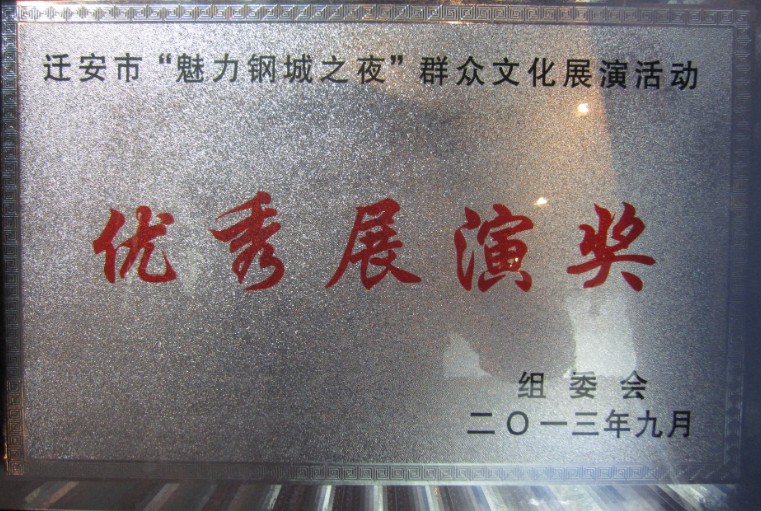 迁安市“魅力钢城之夜”群众文化展演活动
优秀展演奖
组委会
二〇一三年九月